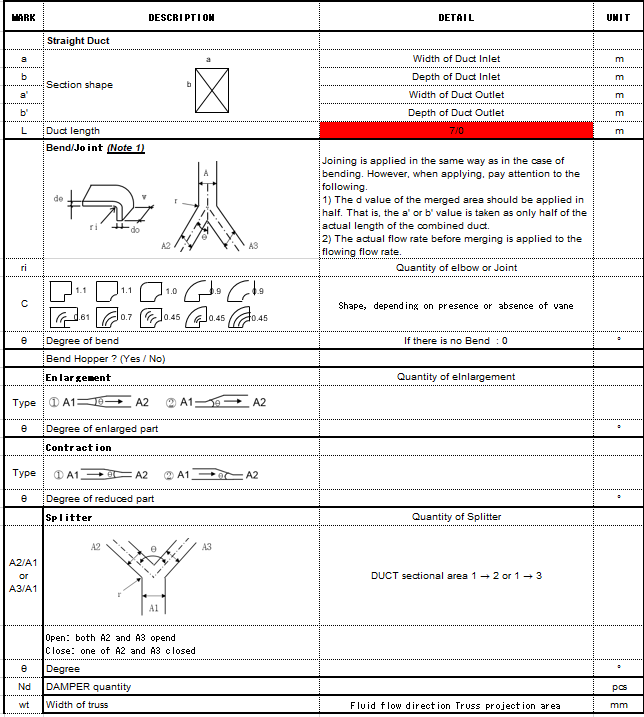 MARK DESCRIPTION DETAIL UNIT
Straight Duct
a Width of Duct Inlet m
b Section shape a b Depth of Duct Inlet m
a' Width of Duct Outlet m
b' Depth of Duct Outlet m
L Duct length 7/0 m
Bend/Joint (Note 1)
de w ri do
A r θ A2 A3
Joining is applied in the same way as in the case of
bending. However, when applying, pay attention to the
following.
1) The d value of the merged area should be applied in
half. That is, the a' or b' value is taken as only half of the
actual length of the combined duct.
2) The actual flow rate before merging is applied to the
flowing flow rate.
ri Quantity of elbow or Joint
C 1.1 1.1 1.0 0.9 0.9
0.61 0.7 0.45 0.45 0.45
Shape, depending on presence or absence of vane
θ Degree of bend If there is no Bend : 0 °
Bend Hopper ? (Yes / No)
Enlargement Quantity of elnlargement
Type ① A1 θ A2 ② A1 θ A2
θ Degree of enlarged part °
Contraction
Type ① A1 θ A2 ② A1 θ A2
θ Degree of reduced part °
Splitter Quantity of Splitter
A2 θ A3
r A1
A2/A1
or
A3/A1
DUCT sectional area 1 → 2 or 1 → 3
Open: both A2 and A3 opend
Close: one of A2 and A3 closed
θ Degree °
Nd DAMPER quantity pcs
wt Width of truss Fluid flow direction Truss projection area mm